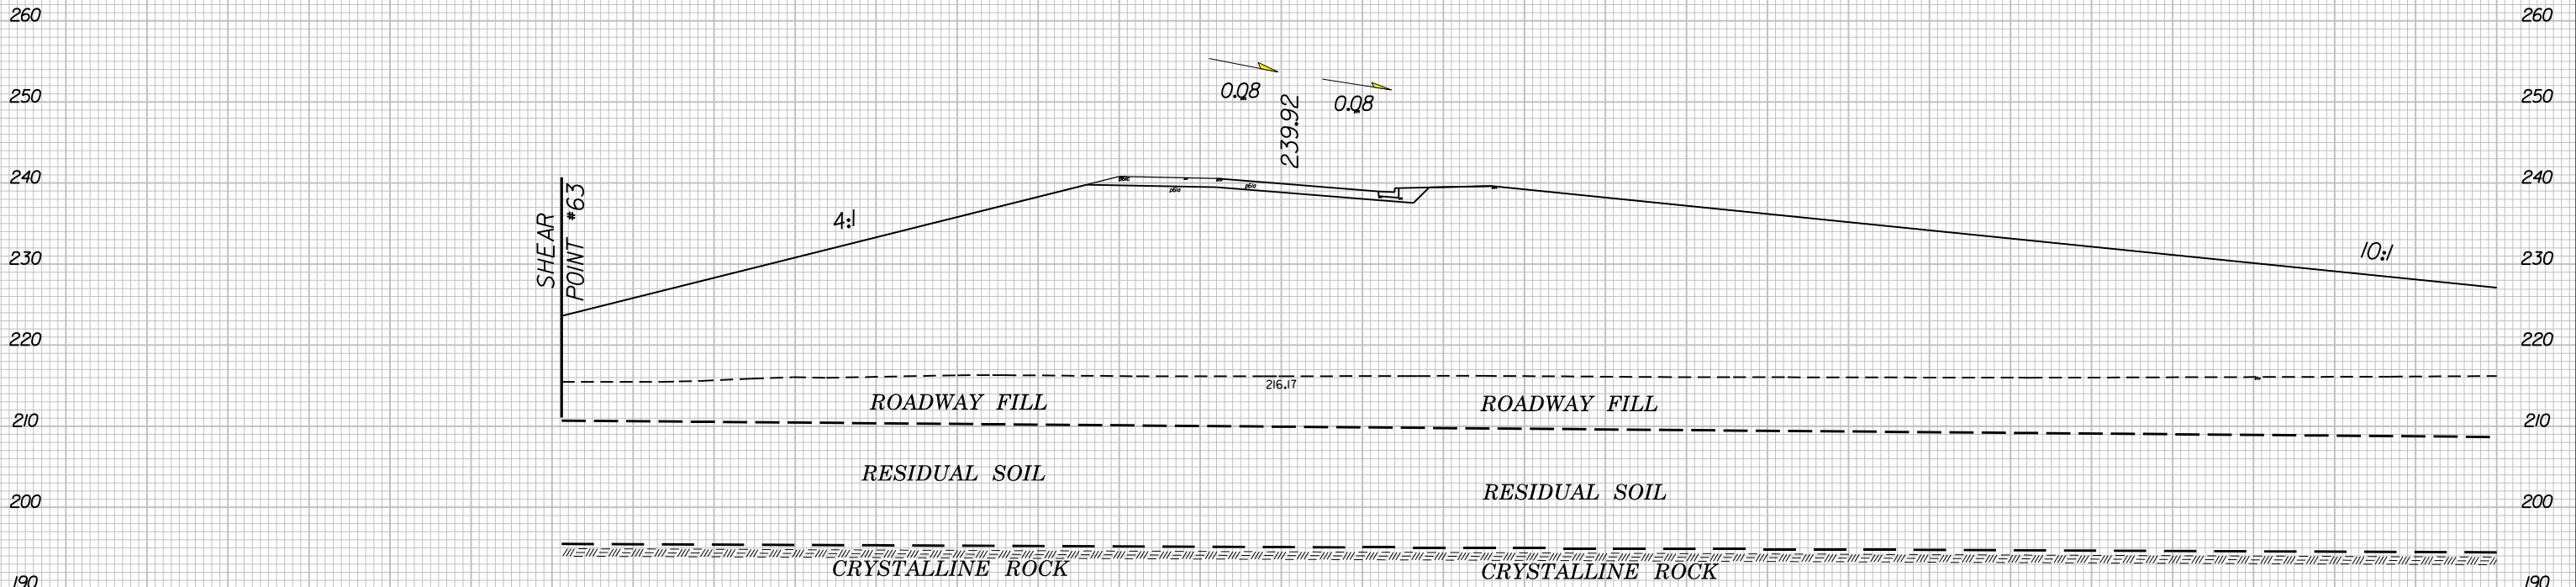 260 260
0.08
250 0.08 250
239.92
240 240
SHEAR
POINT #63
4:1
230 10:1 230
220 220
216.17
ROADWAY FILL ROADWAY FILL
210 210
RESIDUAL SOIL
RESIDUAL SOIL
200 200
CRYSTALLINE ROCK CRYSTALLINE ROCK
190 190